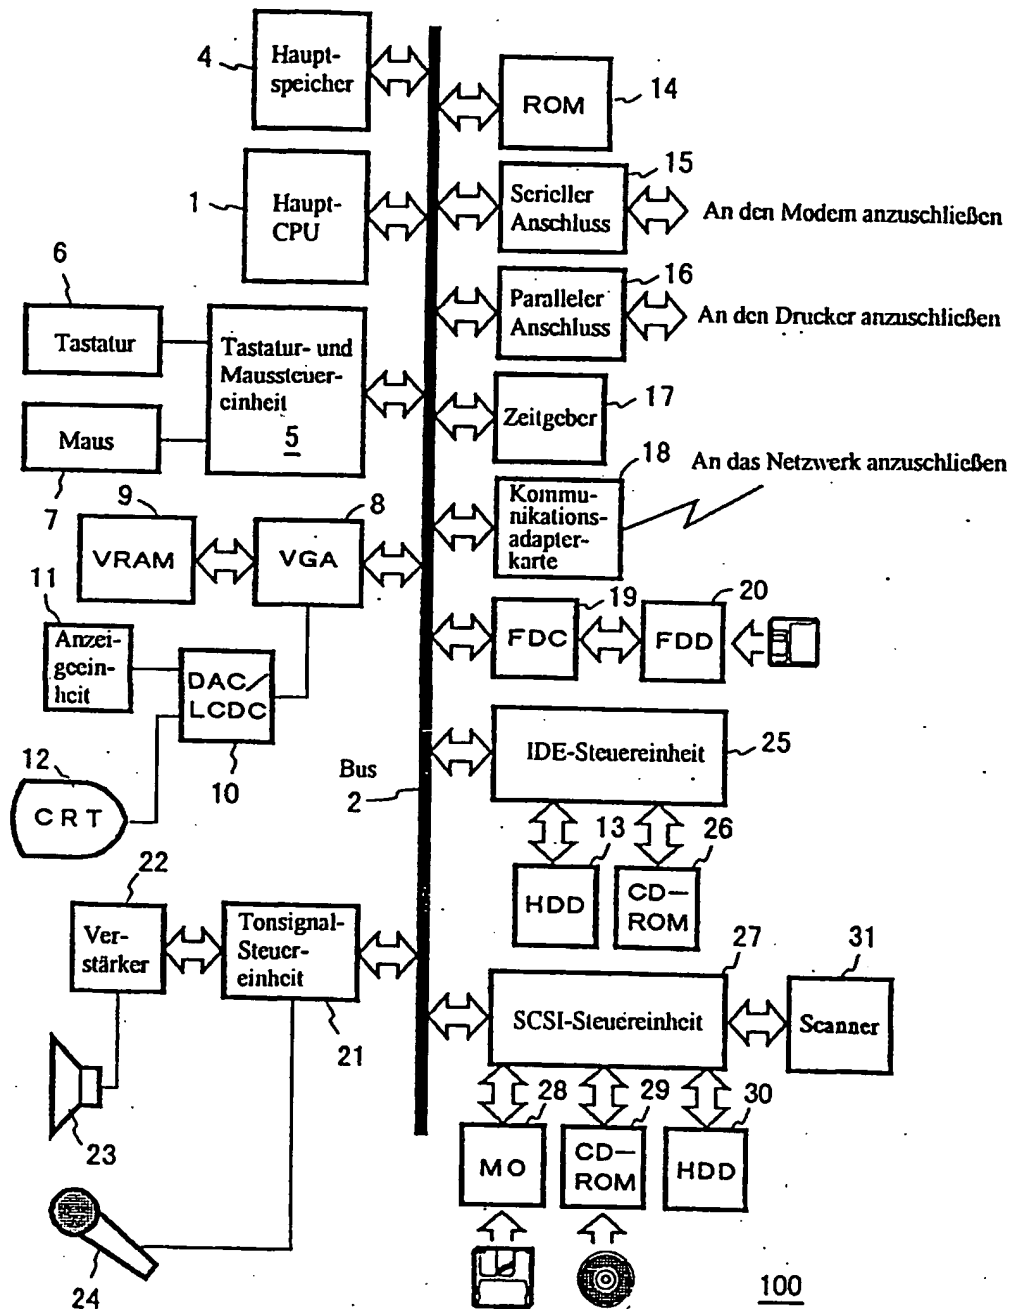 4
Haupt-
speicher
ROM
14
1
Haupt-
CPU
15
Serieller
Anschluss
An den Modem anzuschließen
6
Tastatur
16
Paralleler
Anschluss
An den Drucker anzuschließen
Tastatur- und
Maussteuer-
einheit
5
Maus
7
Zeitgeber
17
18
An das Netzwerk anzuschließen
Kommu-
nikations-
adapter-
karte
9
VRAM
8
VGA
11
Anzei-
geein-
heit
DAC/
LCDC
10
19
FDC
20
FDD
12
CRT
Bus
2
IDE-Steuereinheit
25
13
HDD
26
CD-
ROM
22
Ver-
stärker
Tonsignal-
Steuer-
einheit
21
27
SCSI-Steuereinheit
31
Scanner
23
28
MO
29
CD-
ROM
30
HDD
24
100